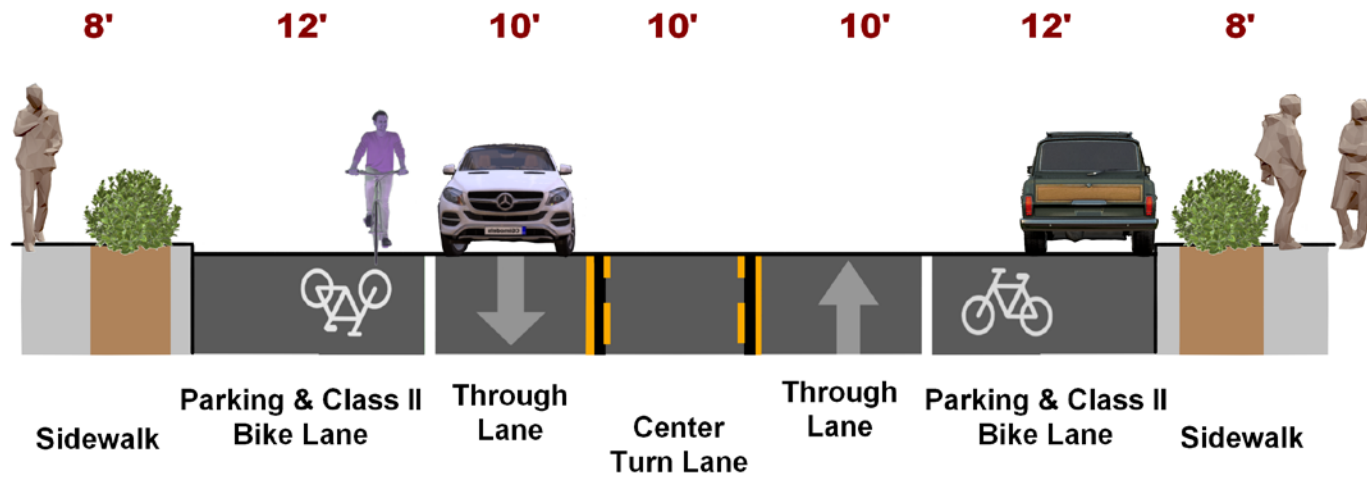 8' 12' 10' 10' 10' 12' 8'
Sidewalk
Parking & Class II
Bike Lane
Through
Lane
Center
Turn Lane
Through
Lane
Parking & Class II
Bike Lane
Sidewalk